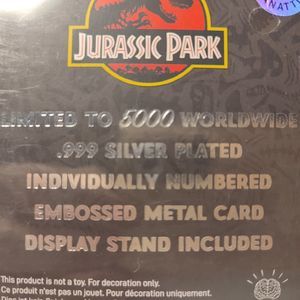 NATT
JURASSIC PARK
LIMITED TO 5000 WORLDWIDE
.999 SILVER PLATED
INDIVIDUALLY NUMBERED
EMBOSSED METAL CARD
DISPLAY STAND INCLUDED
This product is not a toy. For decoration only.
Ce produit n'est pas un jouet. Pour décoration uniquement.